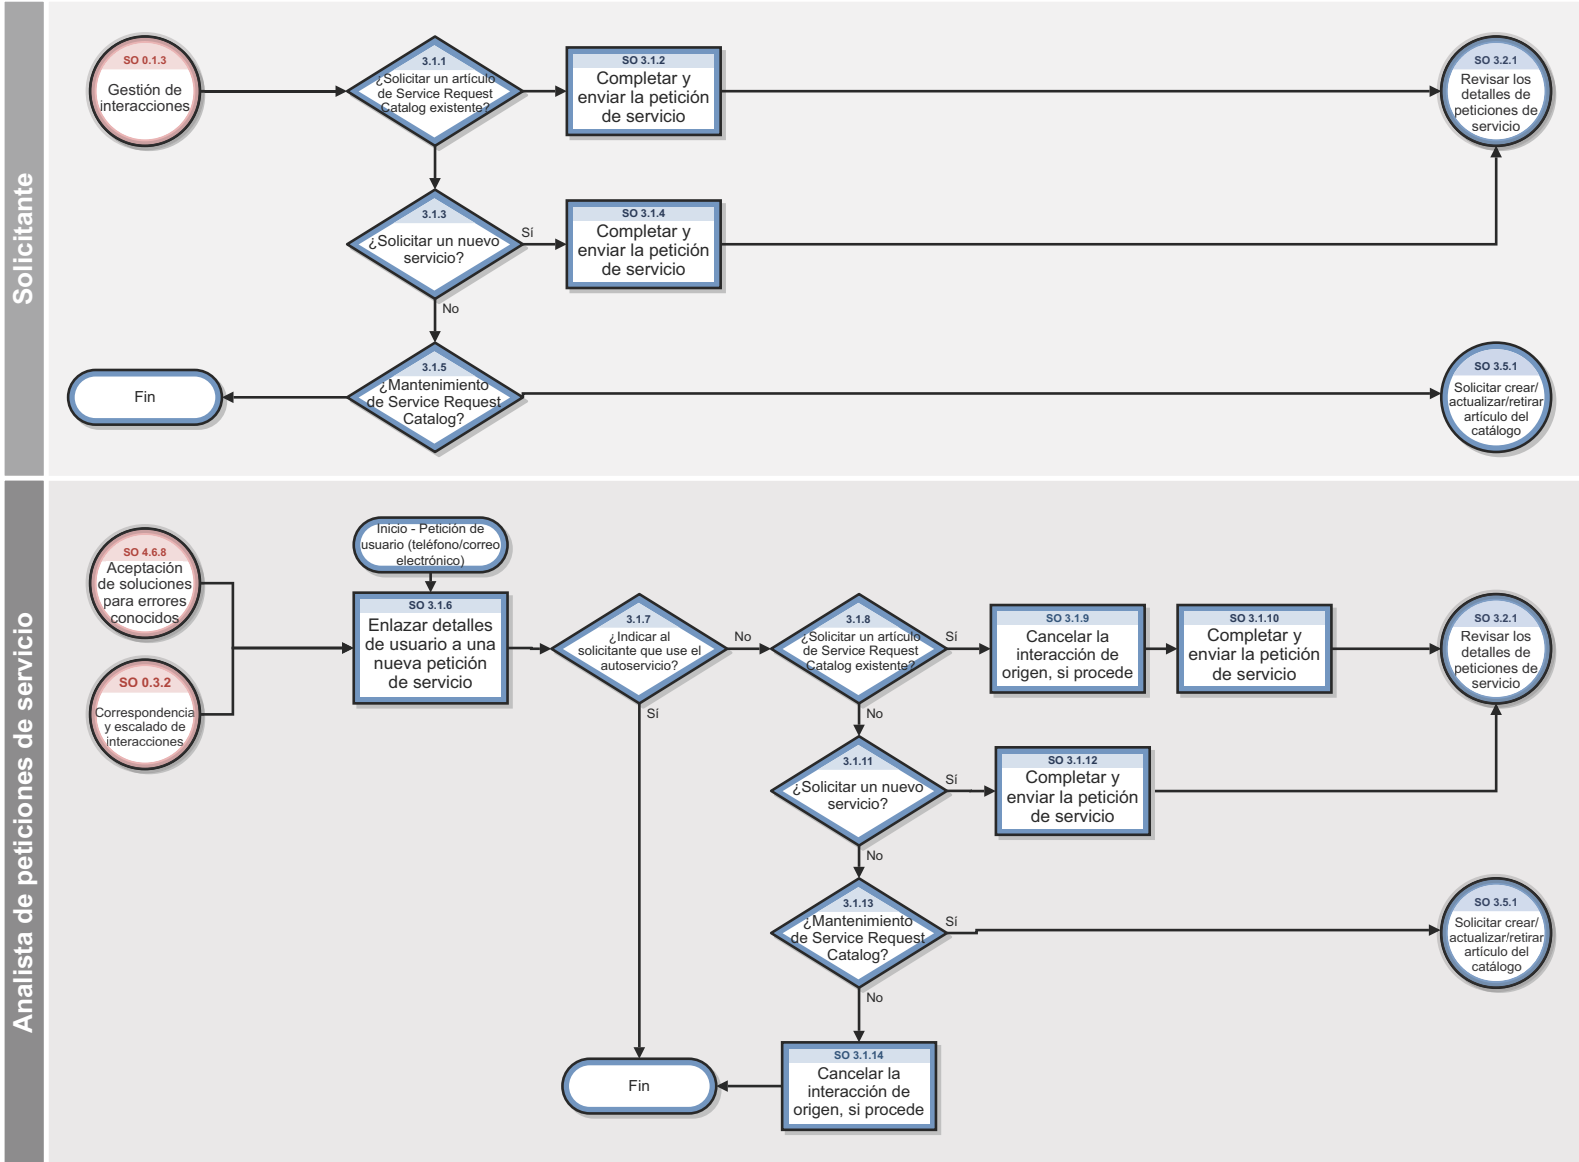 Solicitante
SO 0.1.3
Gestión de
interacciones
3.1.1
¿Solicitar un artículo
de Service Request
Catalog existente?
SO 3.1.2
Completar y
enviar la petición
de servicio
SO 3.2.1
Revisar los
detalles de
peticiones de
servicio
3.1.3
¿Solicitar un nuevo
servicio?
Sí
SO 3.1.4
Completar y
enviar la petición
de servicio
No
3.1.5
¿Mantenimiento
de Service Request
Catalog?
Fin
SO 3.5.1
Solicitar crear/
actualizar/retirar
artículo del
catálogo
Analista de peticiones de servicio
SO 4.6.8
Aceptación
de soluciones
para errores
conocidos
SO 0.3.2
Correspondencia
y escalado de
interacciones
Inicio - Petición de
usuario (teléfono/correo
electrónico)
SO 3.1.6
Enlazar detalles
de usuario a una
nueva petición
de servicio
3.1.7
¿Indicar al
solicitante que use el
autoservicio?
No
Sí
3.1.8
¿Solicitar un artículo
de Service Request
Catalog existente?
Sí
No
SO 3.1.9
Cancelar la
interacción de
origen, si procede
SO 3.1.10
Completar y
enviar la petición
de servicio
SO 3.2.1
Revisar los
detalles de
peticiones de
servicio
3.1.11
¿Solicitar un nuevo
servicio?
Sí
No
SO 3.1.12
Completar y
enviar la petición
de servicio
3.1.13
¿Mantenimiento
de Service Request
Catalog?
Sí
No
SO 3.5.1
Solicitar crear/
actualizar/retirar
artículo del
catálogo
SO 3.1.14
Cancelar la
interacción de
origen, si procede
Fin